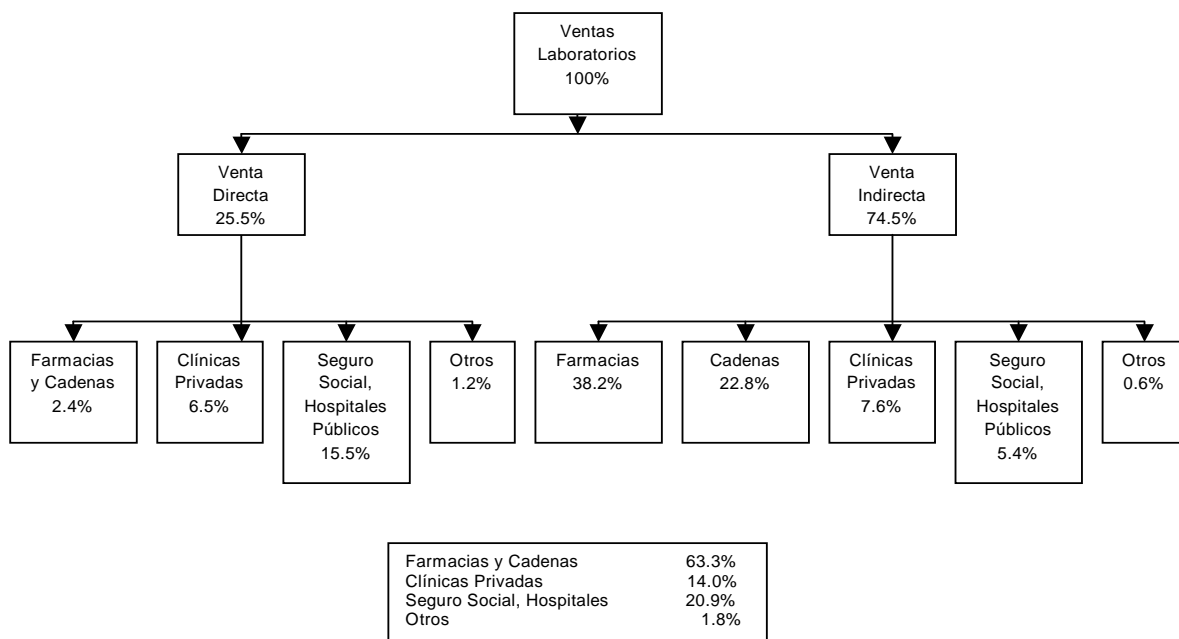 Ventas
Laboratorios
100%
Venta
Directa
25.5%
Venta
Indirecta
74.5%
Farmacias
y Cadenas
2.4%
Clínicas
Privadas
6.5%
Seguro
Social,
Hospitales
Públicos
15.5%
Otros
1.2%
Farmacias
38.2%
Cadenas
22.8%
Clínicas
Privadas
7.6%
Seguro
Social,
Hospitales
Públicos
5.4%
Otros
0.6%
Farmacias y Cadenas 63.3%
Clínicas Privadas 14.0%
Seguro Social, Hospitales 20.9%
Otros 1.8%